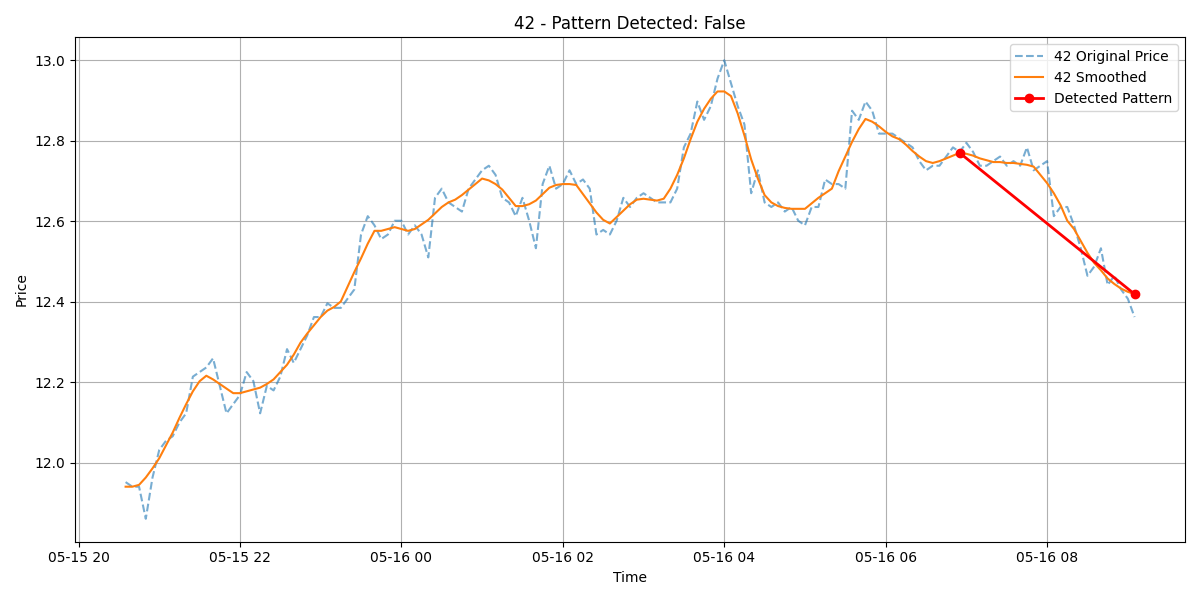 42 - Pattern Detected: False
42 Original Price
42 Smoothed
Detected Pattern
Price
13.0
12.8
12.6
12.4
12.2
12.0
05-15 20 05-15 22 05-16 00 05-16 02 05-16 04 05-16 06 05-16 08
Time